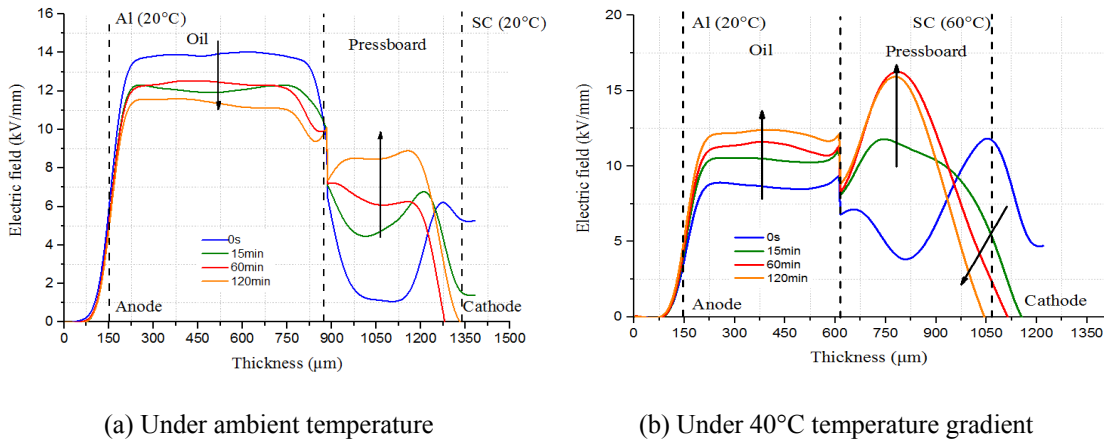 Al (20°C)
SC (20°C)
Oil
Pressboard
Electric field (kV/mm)
16
14
12
10
8
6
4
2
0
0s
15min
60min
120min
Anode
Cathode
0 150 300 450 600 750 900 1050 1200 1350 1500
Thickness (µm)
(a) Under ambient temperature
Al (20°C)
SC (60°C)
Oil
Pressboard
Electric field (kV/mm)
20
15
10
5
0
0s
15min
60min
120min
Anode
Cathode
0 150 300 450 600 750 900 1050 1200 1350
Thickness (µm)
(b) Under 40°C temperature gradient